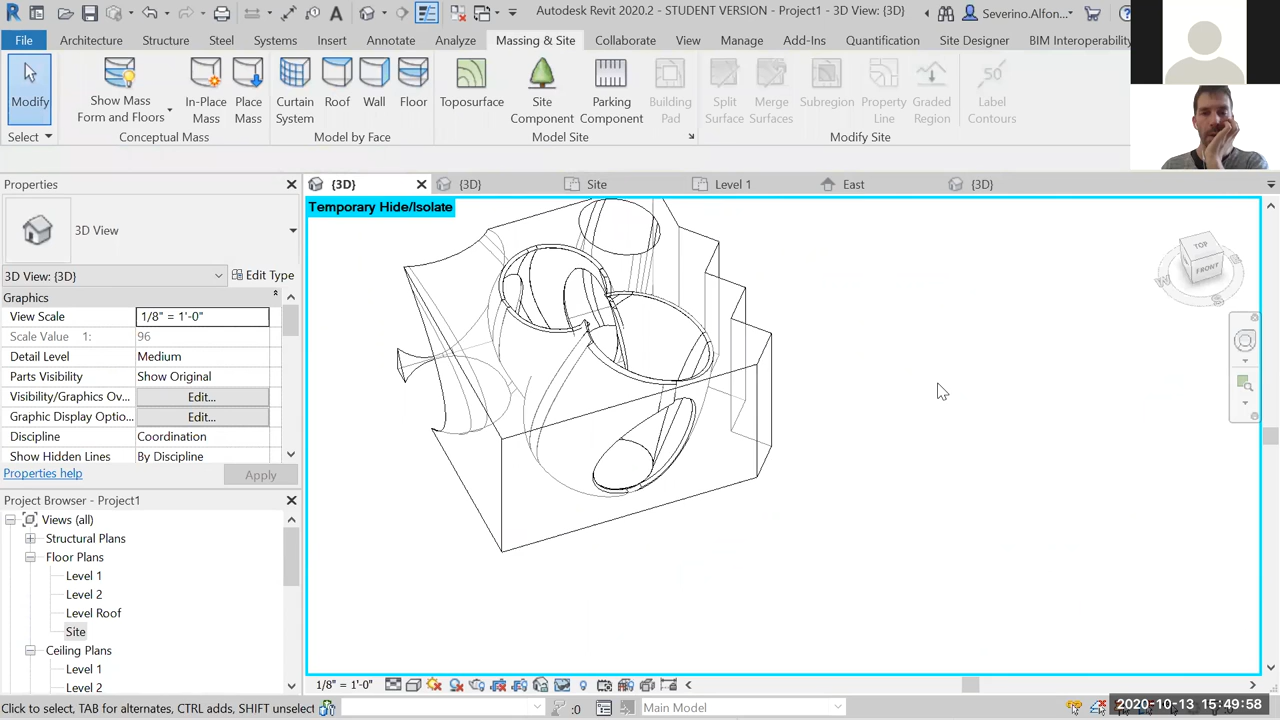 Autodesk Revit 2020.2 - STUDENT VERSION - Project1 - 3D View: {3D}
Severino.Alfon...
File Architecture Structure Steel Systems Insert Annotate Analyze Massing & Site Collaborate View Manage Add-Ins Quantification Site Designer BIM Interoperability
Modify
Show Mass
Form and Floors
In-Place
Mass
Place
Mass
Curtain
System
Roof
Wall
Floor
Toposurface
Site
Component
Parking
Component
Building
Pad
Split
Surface
Merge
Surfaces
Subregion
Property
Line
Graded
Region
50
Label
Contours
Select
Conceptual Mass
Model by Face
Model Site
Modify Site
Properties
{3D}
{3D}
Site
Level 1
East
{3D}
Temporary Hide/Isolate
3D View
3D View: {3D}
Edit Type
Graphics
View Scale 1/8" = 1'-0"
Scale Value 1: 96
Detail Level Medium
Parts Visibility Show Original
Visibility/Graphics Ov... Edit...
Graphic Display Optio... Edit...
Discipline Coordination
Show Hidden Lines By Discipline
Properties help
Apply
TOP
FRONT
W
S
Project Browser - Project1
Views (all)
Structural Plans
Floor Plans
Level 1
Level 2
Level Roof
Site
Ceiling Plans
Level 1
Level 2
1/8" = 1'-0"
Click to select, TAB for alternates, CTRL adds, SHIFT unselect
:0
Main Model
2020-10-13 15:49:58